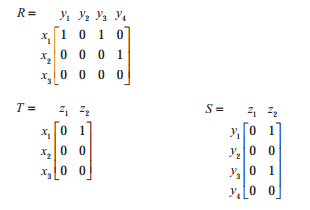 R = y₁ y₂ y₃ y₄
x₁ 1 0 1 0
x₂ 0 0 0 1
x₃ 0 0 0 0
T = z₁ z₂
x₁ 0 1
x₂ 0 0
x₃ 0 0
S = z₁ z₂
y₁ 0 1
y₂ 0 0
y₃ 0 1
y₄ 0 0